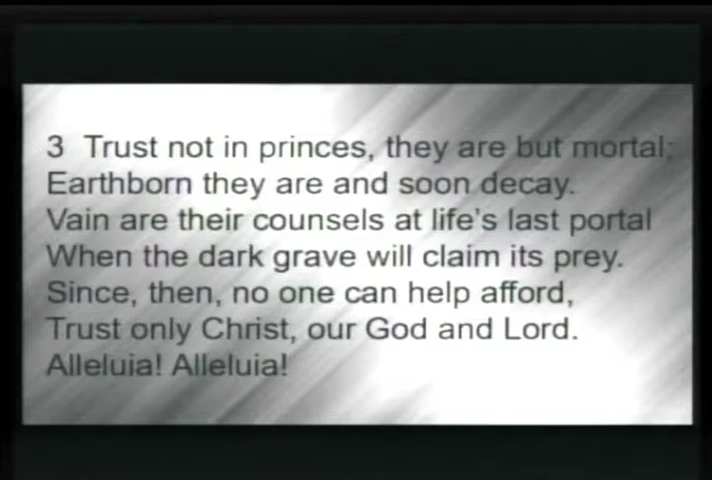 3 Trust not in princes, they are but mortal;
Earthborn they are and soon decay.
Vain are their counsels at life's last portal
When the dark grave will claim its prey.
Since, then, no one can help afford,
Trust only Christ, our God and Lord.
Alleluia! Alleluia!